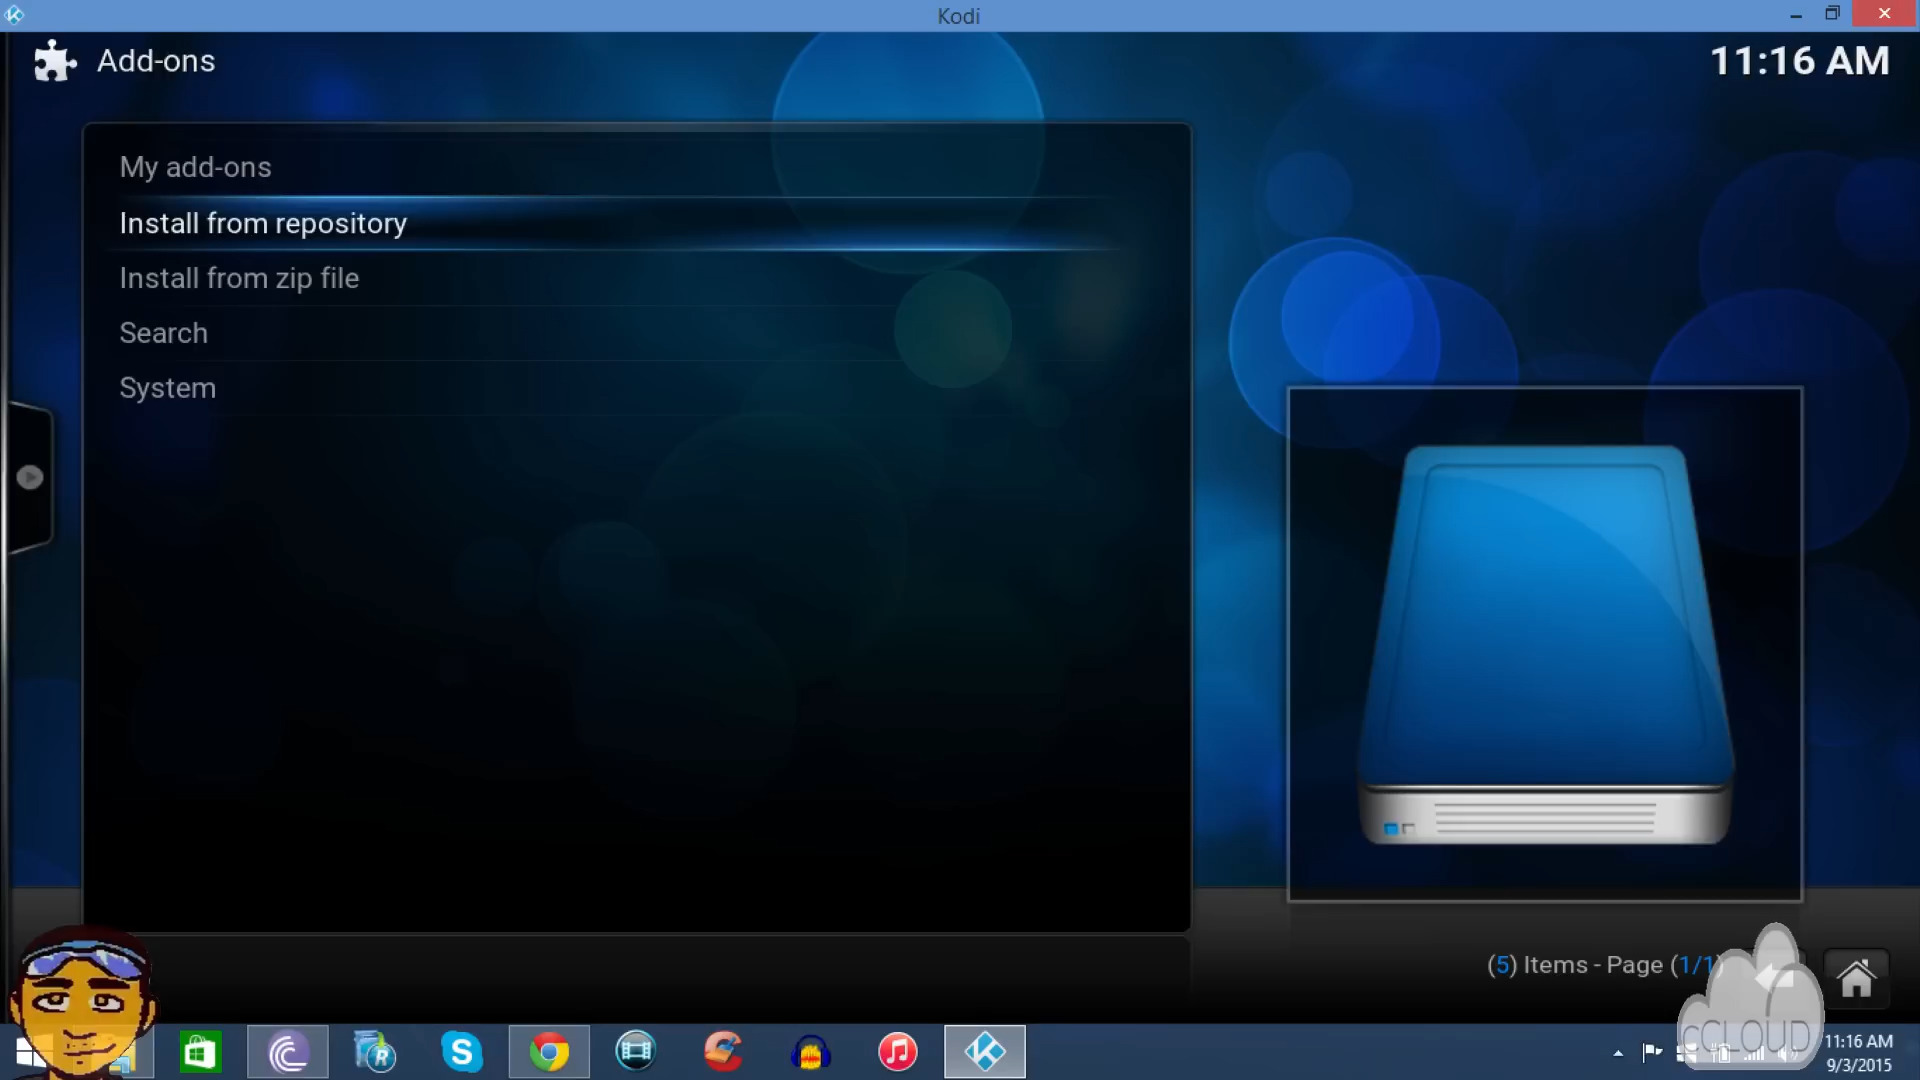 Kodi
Add-ons
11:16 AM
My add-ons
Install from repository
Install from zip file
Search
System
(5) Items - Page (1/1)
cCLOUD
11:16 AM
9/3/2015